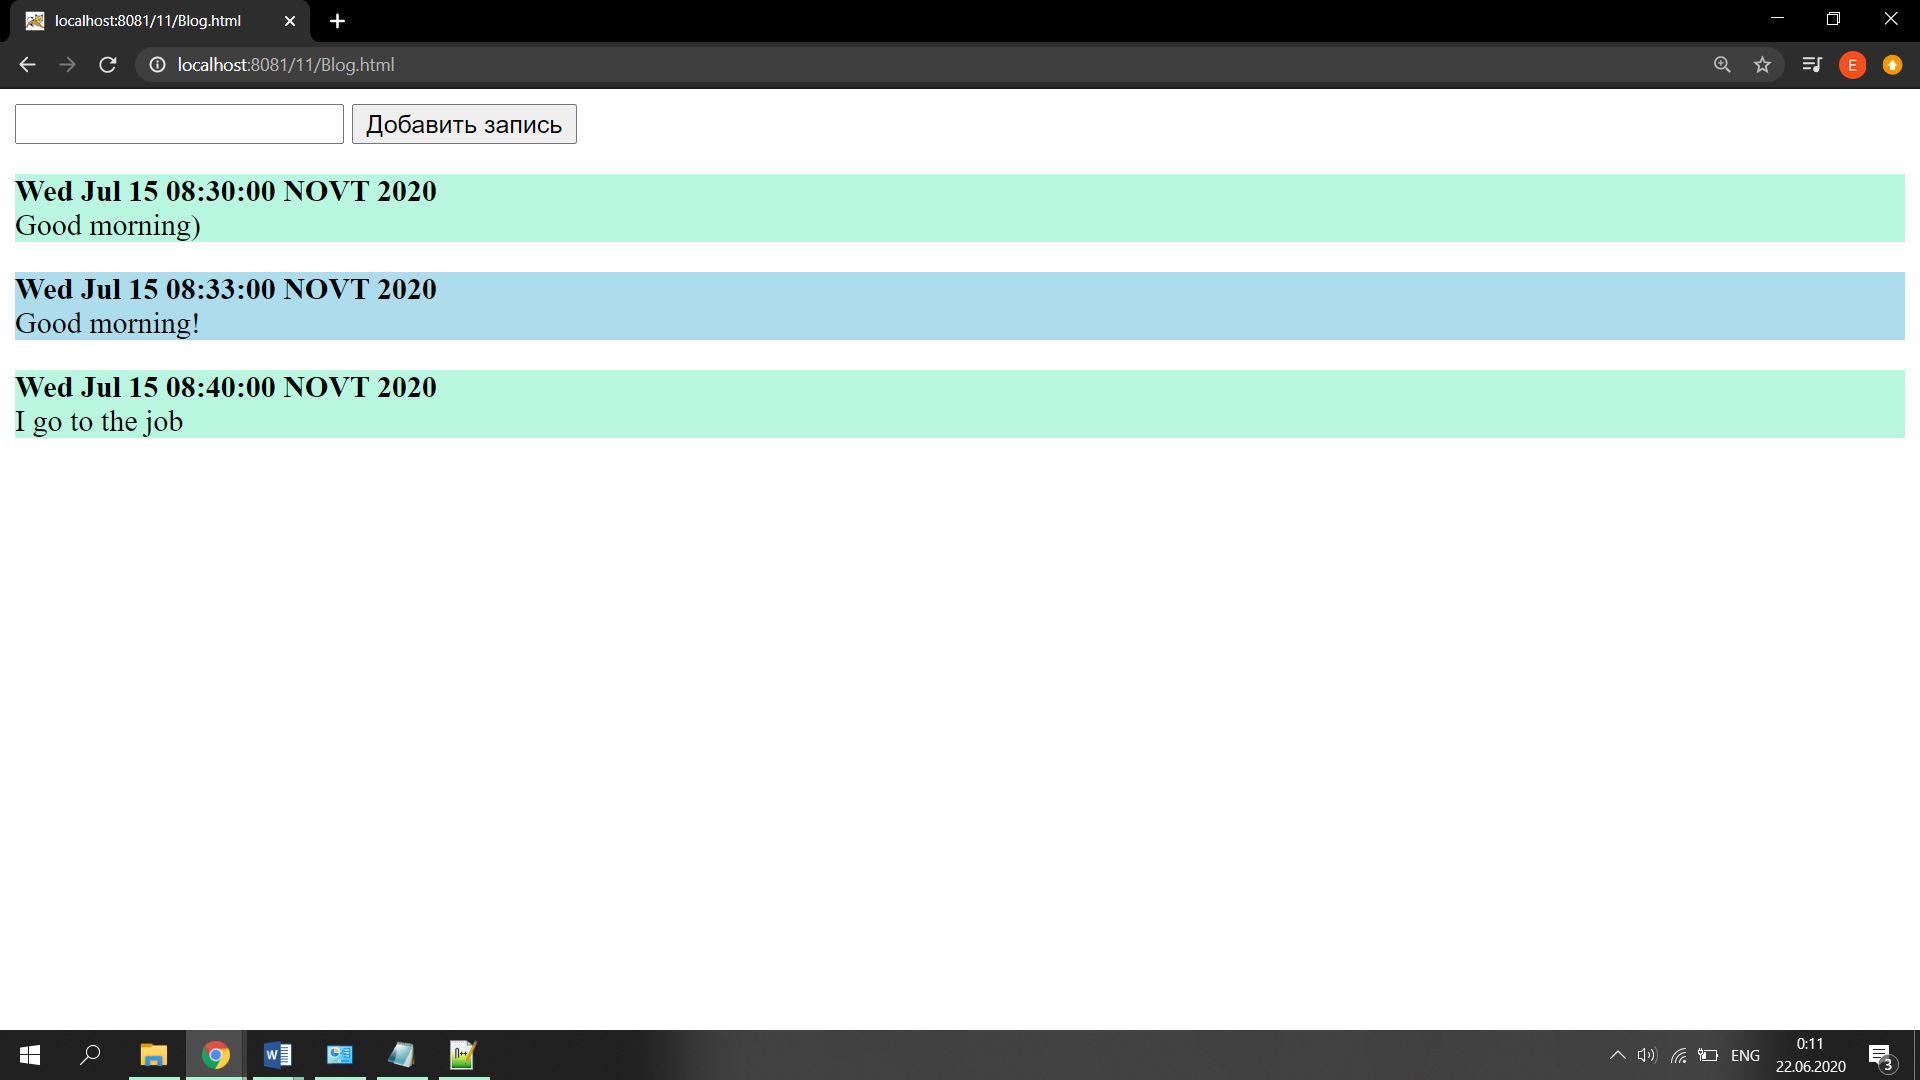 localhost:8081/11/Blog.html
localhost:8081/11/Blog.html
E
Добавить запись
Wed Jul 15 08:30:00 NOVT 2020
Good morning)
Wed Jul 15 08:33:00 NOVT 2020
Good morning!
Wed Jul 15 08:40:00 NOVT 2020
I go to the job
W
ENG
0:11
22.06.2020
3